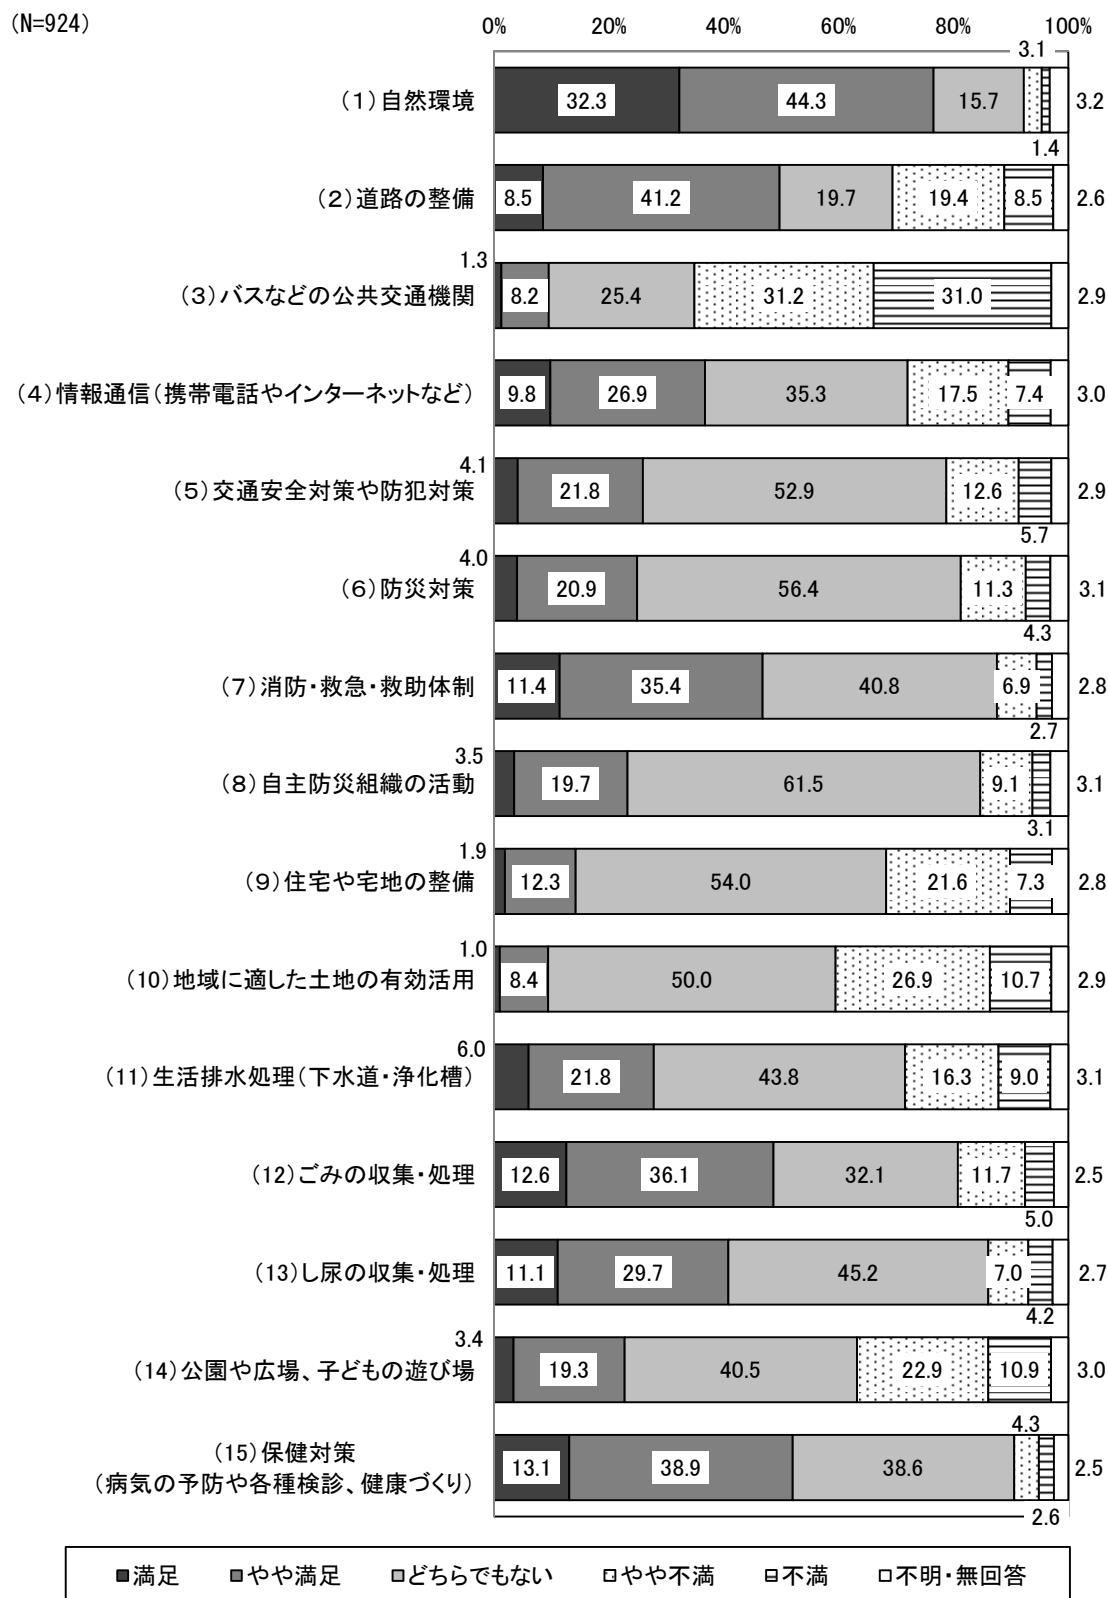 (N=924)
0% 20% 40% 60% 80% 100%
3.1
(1)自然環境 32.3 44.3 15.7 3.2
1.4
(2)道路の整備 8.5 41.2 19.7 19.4 8.5 2.6
1.3
(3)バスなどの公共交通機関 8.2 25.4 31.2 31.0 2.9
(4)情報通信(携帯電話やインターネットなど) 9.8 26.9 35.3 17.5 7.4 3.0
4.1
(5)交通安全対策や防犯対策 21.8 52.9 12.6 2.9
5.7
4.0
(6)防災対策 20.9 56.4 11.3 3.1
4.3
(7)消防・救急・救助体制 11.4 35.4 40.8 6.9 2.8
2.7
3.5
(8)自主防災組織の活動 19.7 61.5 9.1 3.1
3.1
1.9
(9)住宅や宅地の整備 12.3 54.0 21.6 7.3 2.8
1.0
(10)地域に適した土地の有効活用 8.4 50.0 26.9 10.7 2.9
6.0
(11)生活排水処理(下水道・浄化槽) 21.8 43.8 16.3 9.0 3.1
(12)ごみの収集・処理 12.6 36.1 32.1 11.7 2.5
5.0
(13)し尿の収集・処理 11.1 29.7 45.2 7.0 2.7
4.2
3.4
(14)公園や広場、子どもの遊び場 19.3 40.5 22.9 10.9 3.0
4.3
(15)保健対策
(病気の予防や各種検診、健康づくり) 13.1 38.9 38.6 2.5
2.6
満足 やや満足 どちらでもない やや不満 不満 不明・無回答